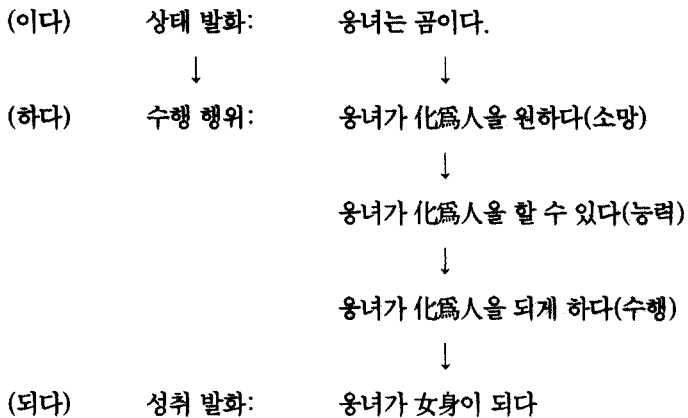 (이다) 상태 발화: 웅녀는 곰이다.
↓ ↓
(하다) 수행 행위: 웅녀가 化爲人을 원하다(소망)
↓
웅녀가 化爲人을 할 수 있다(능력)
↓
웅녀가 化爲人을 되게 하다(수행)
↓
(되다) 성취 발화: 웅녀가 女身이 되다